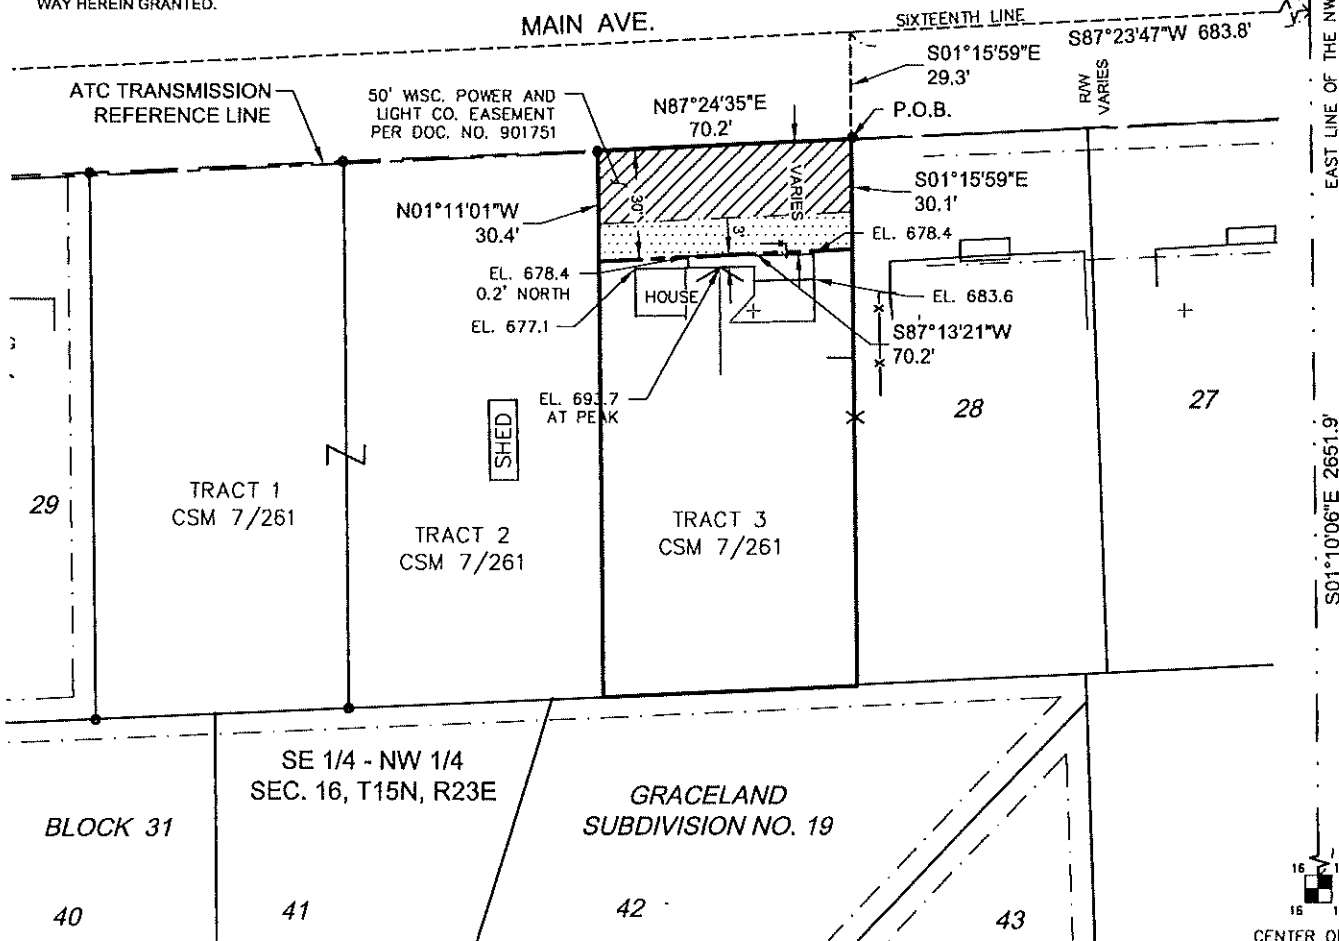 WAY HEREIN GRANTED.
MAIN AVE.
SIXTEENTH LINE
S87°23'47"W 683.8'
S01°15'59"E
29.3'
ATC TRANSMISSION
REFERENCE LINE
50' WISC. POWER AND
LIGHT CO. EASEMENT
PER DOC. NO. 901751
N87°24'35"E
70.2'
P.O.B.
R/W
VARIES
EAST LINE OF THE NW
VARIES
30'
3'
N01°11'01"W
30.4'
S01°15'59"E
30.1'
EL. 678.4
EL. 678.4
0.2' NORTH
HOUSE
EL. 683.6
EL. 677.1
S87°13'21"W
70.2'
EL. 693.7
AT PEAK
SHED
28
27
29
TRACT 1
CSM 7/261
TRACT 2
CSM 7/261
TRACT 3
CSM 7/261
S01°10'06"E 2651.9'
SE 1/4 - NW 1/4
SEC. 16, T15N, R23E
GRACELAND
SUBDIVISION NO. 19
BLOCK 31
40
41
42
43
16
16
CENTER OF